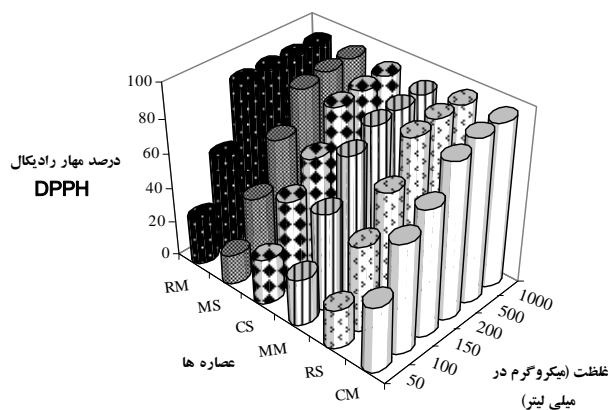 100
80
60
40
20
0
درصد مهار رادیکال
DPPH
RM
MS
CS
MM
RS
CM
عصاره ها
50
100
150
200
500
1000
غلظت (میکروگرم در
میلی لیتر)